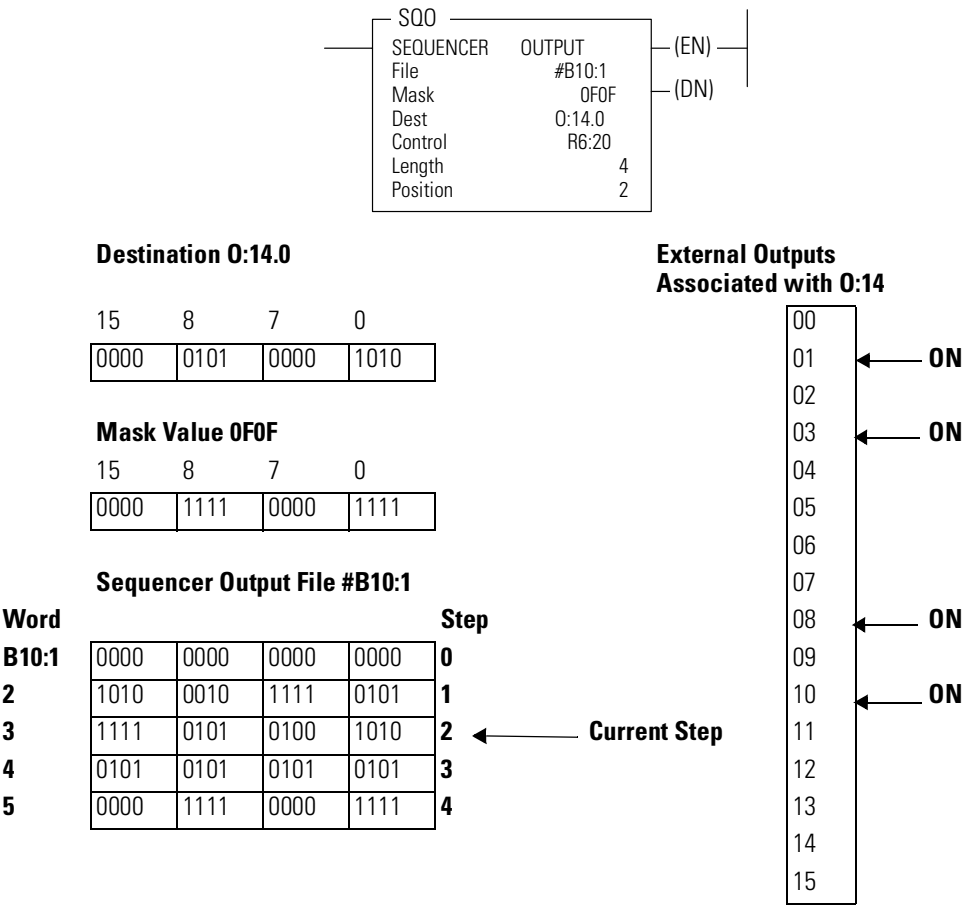 SQO
SEQUENCER OUTPUT
File #B10:1
Mask 0F0F
Dest O:14.0
Control R6:20
Length 4
Position 2
(EN)
(DN)
Destination O:14.0
15 8 7 0
0000 0101 0000 1010
Mask Value 0F0F
15 8 7 0
0000 1111 0000 1111
Sequencer Output File #B10:1
Word Step
B10:1 0000 0000 0000 0000 0
2 1010 0010 1111 0101 1
3 1111 0101 0100 1010 2 Current Step
4 0101 0101 0101 0101 3
5 0000 1111 0000 1111 4
External Outputs
Associated with O:14
00
01 ON
02
03 ON
04
05
06
07
08 ON
09
10 ON
11
12
13
14
15